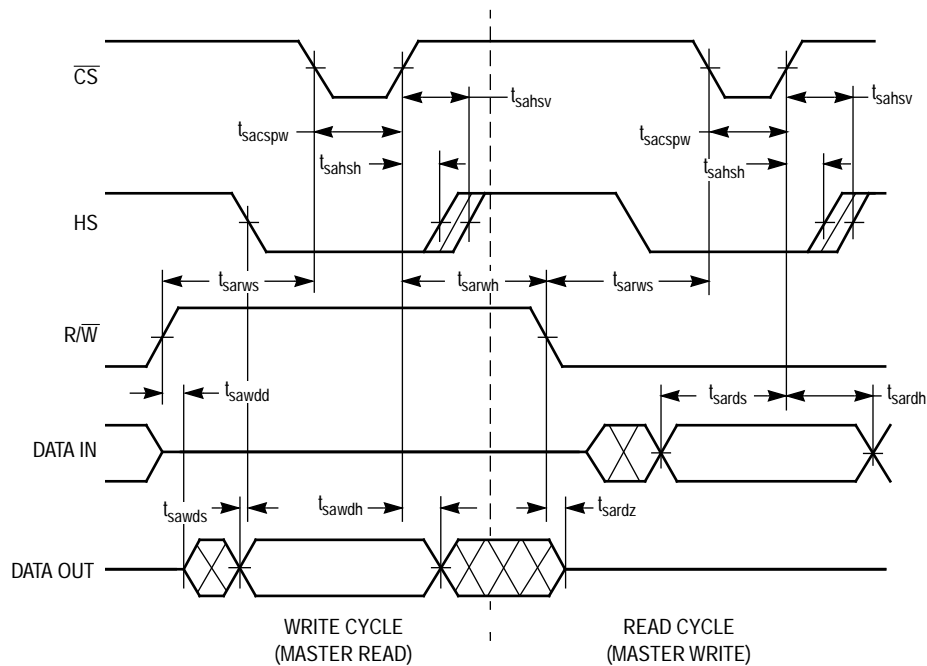 C̅S̅
t_sahsv
t_sahsv
t_sacspw
t_sacspw
t_sahsh
t_sahsh
HS
t_sarws
t_sarwh
t_sarws
R/W̅
t_sawdd
t_sards
t_sardh
DATA IN
t_sawds
t_sawdh
t_sardz
DATA OUT
WRITE CYCLE
(MASTER READ)
READ CYCLE
(MASTER WRITE)